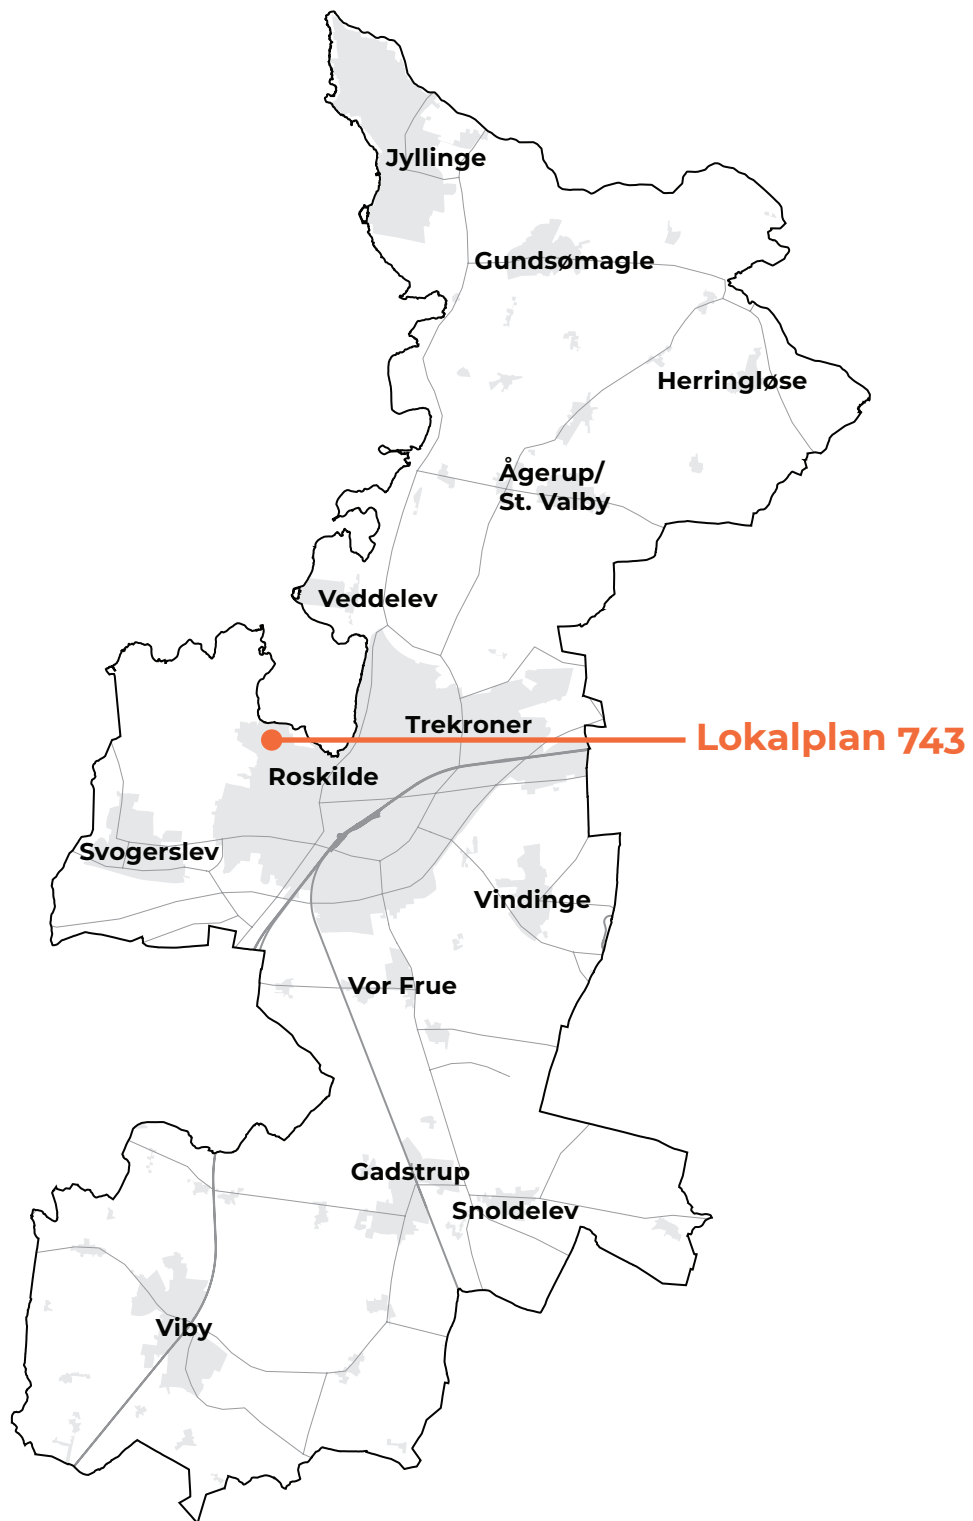 Jyllinge
Gundsømagle
Herringløse
Ågerup/
St. Valby
Veddelev
Trekroner
Lokalplan 743
Roskilde
Svogerslev
Vindinge
Vor Frue
Gadstrup
Snoldelev
Viby